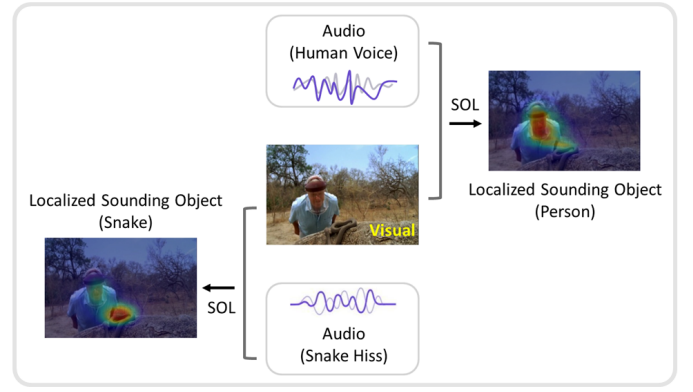 Audio
(Human Voice)
SOL
Localized Sounding Object
(Person)
Visual
Localized Sounding Object
(Snake)
SOL
Audio
(Snake Hiss)